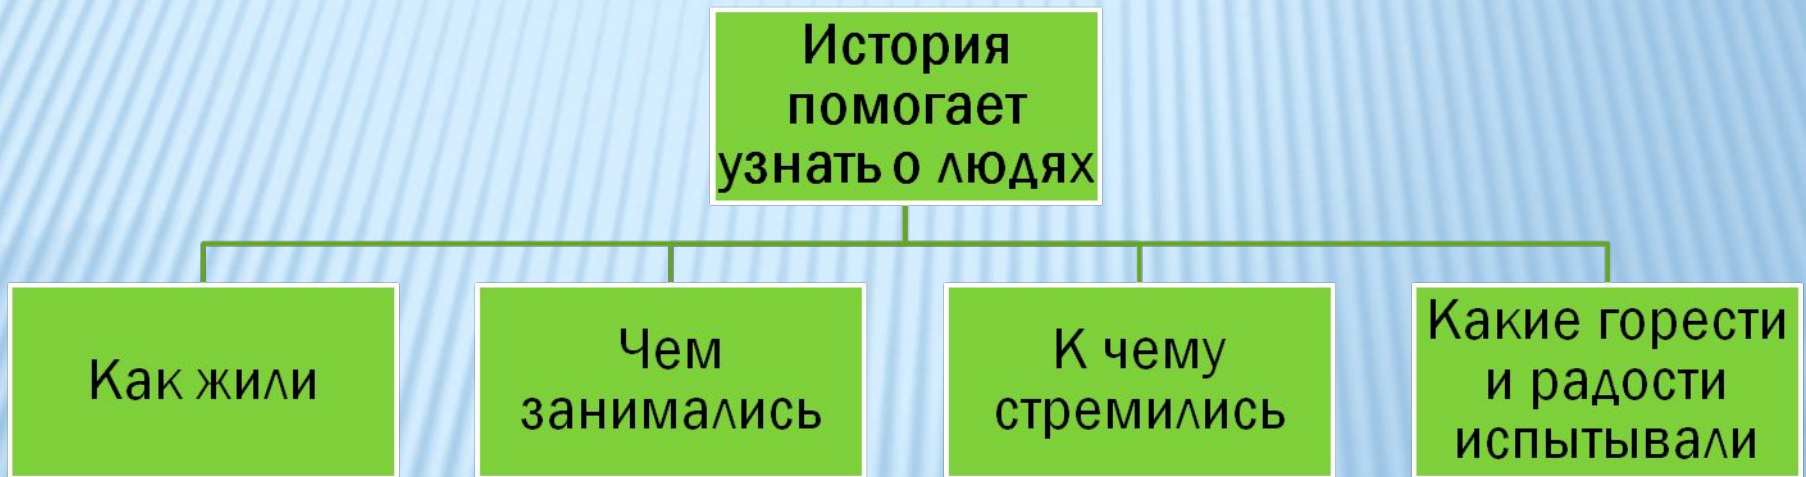 История
помогает
узнать о людях
Как жили
Чем
занимались
К чему
стремились
Какие горести
и радости
испытывали